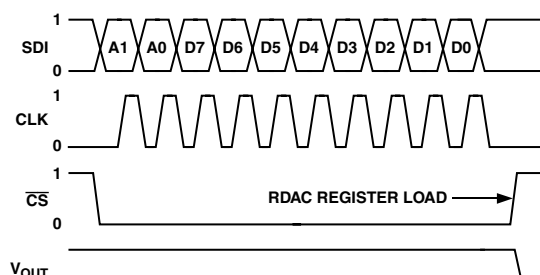 1
SDI
0
A1 A0 D7 D6 D5 D4 D3 D2 D1 D0
1
CLK
0
1
CS
0
RDAC REGISTER LOAD
VOUT